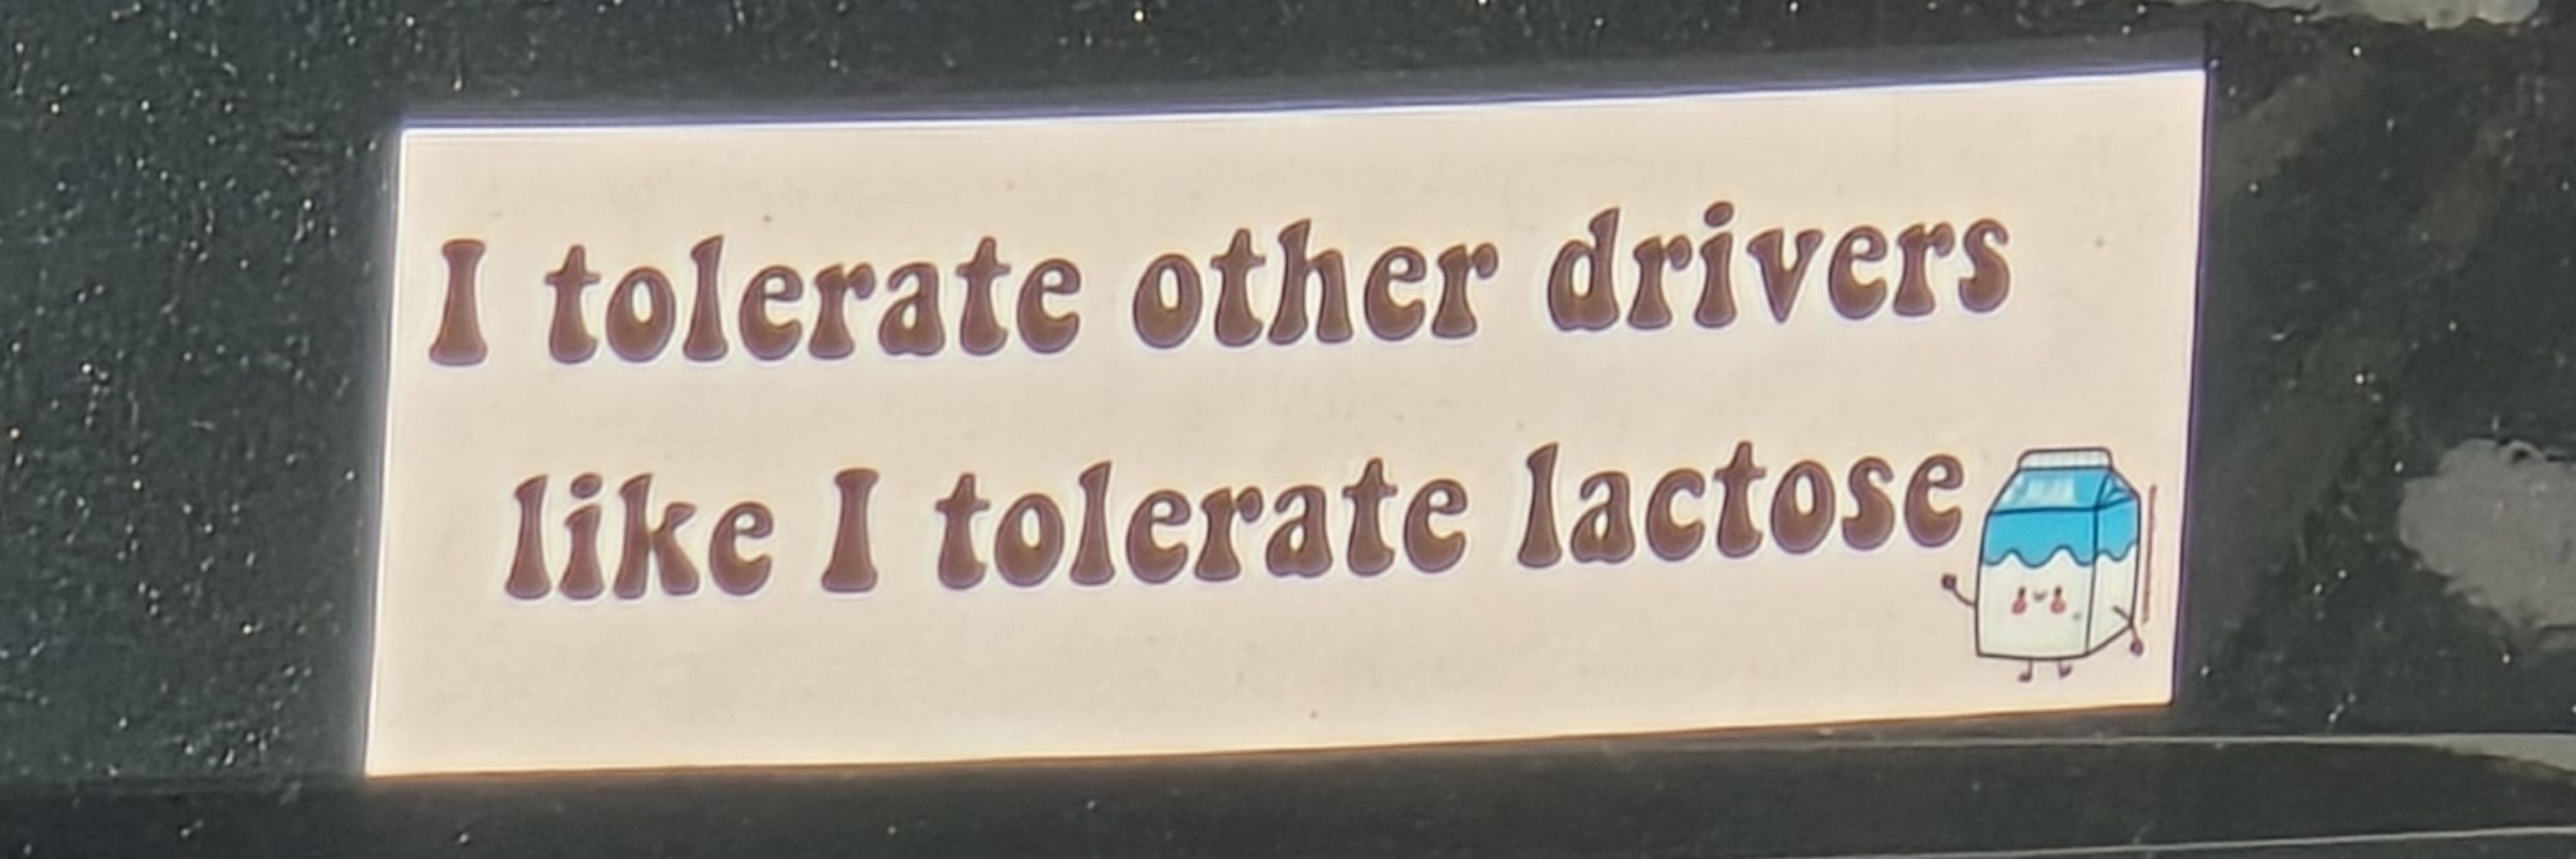 I tolerate other drivers
like I tolerate lactose